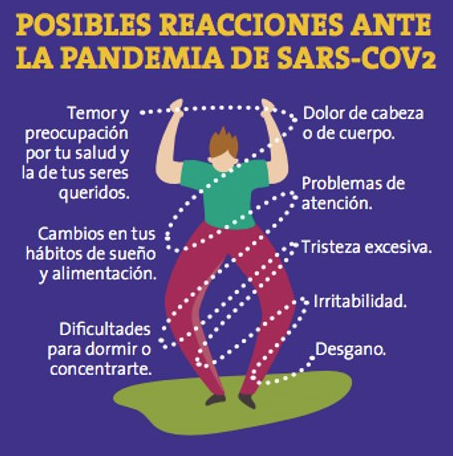 POSIBLES REACCIONES ANTE
LA PANDEMIA DE SARS-COV2
Temor y
preocupación
por tu salud y
la de tus seres
queridos.
Cambios en tus
hábitos de sueño
y alimentación.
Dificultades
para dormir o
concentrarte.
Dolor de cabeza
o de cuerpo.
Problemas de
atención.
Tristeza excesiva.
Irritabilidad.
Desgano.